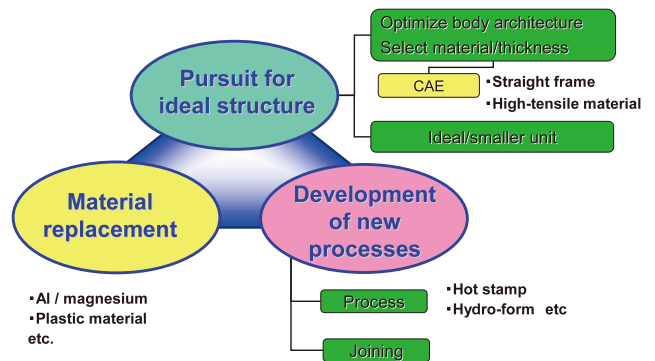 Optimize body architecture
Select material/thickness
Pursuit for
ideal structure
CAE
・Straight frame
・High-tensile material
Ideal/smaller unit
Material
replacement
Development
of new
processes
・Al / magnesium
・Plastic material
etc.
Process
・Hot stamp
・Hydro-form etc
Joining